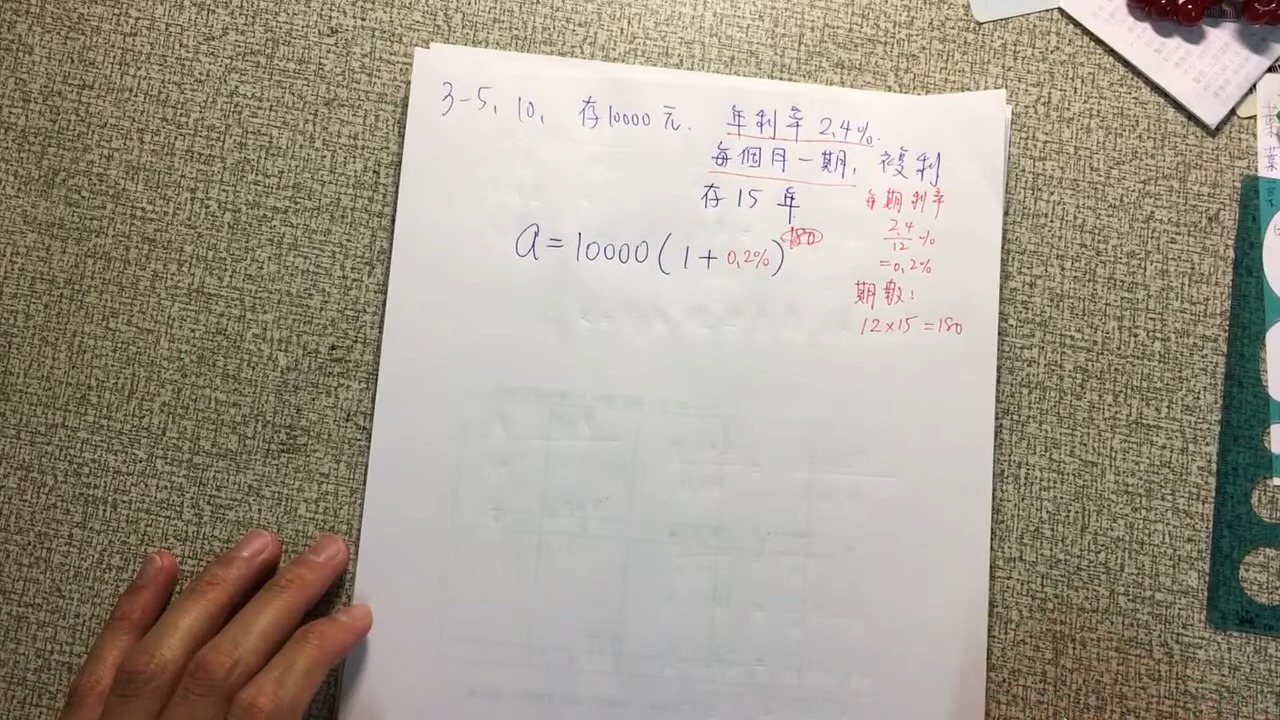 3-5, 10, 存10000元. 年利率2.4%.
每個月一期, 複利
存15年
a=10000(1+0.2%)^180
每期利率
2.4/12 %
=0.2%
期數:
12×15=180